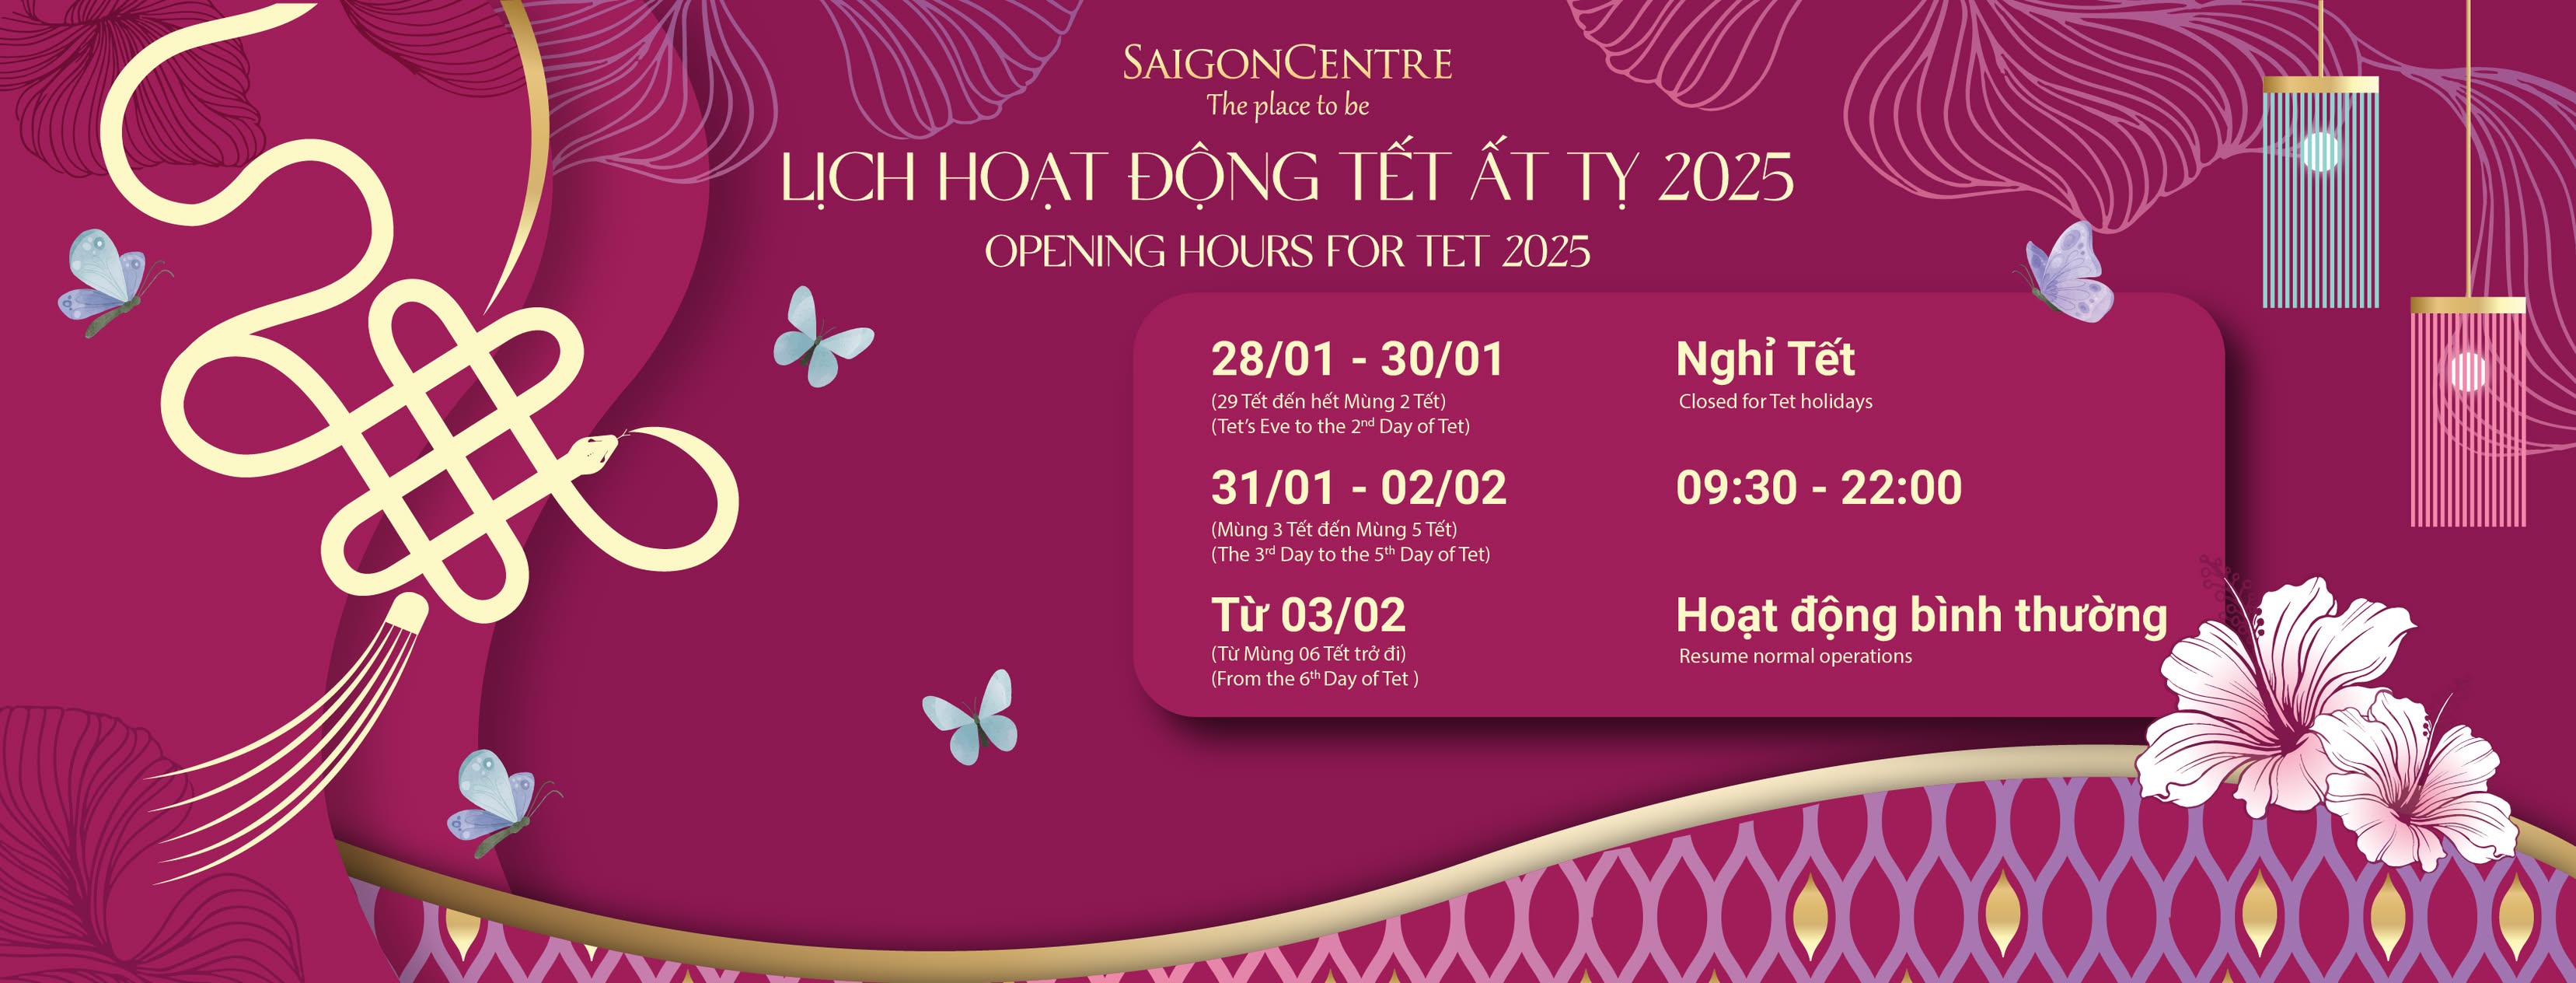 SAIGONCENTRE
The place to be
LỊCH HOẠT ĐỘNG TẾT ẤT TỴ 2025
OPENING HOURS FOR TET 2025
28/01 - 30/01
Nghỉ Tết
(29 Tết đến hết Mùng 2 Tết)
Closed for Tet holidays
(Tet's Eve to the 2nd Day of Tet)
31/01 - 02/02
09:30 - 22:00
(Mùng 3 Tết đến Mùng 5 Tết)
(The 3rd Day to the 5th Day of Tet)
Từ 03/02
Hoạt động bình thường
(Từ Mùng 06 Tết trở đi)
Resume normal operations
(From the 6th Day of Tet )